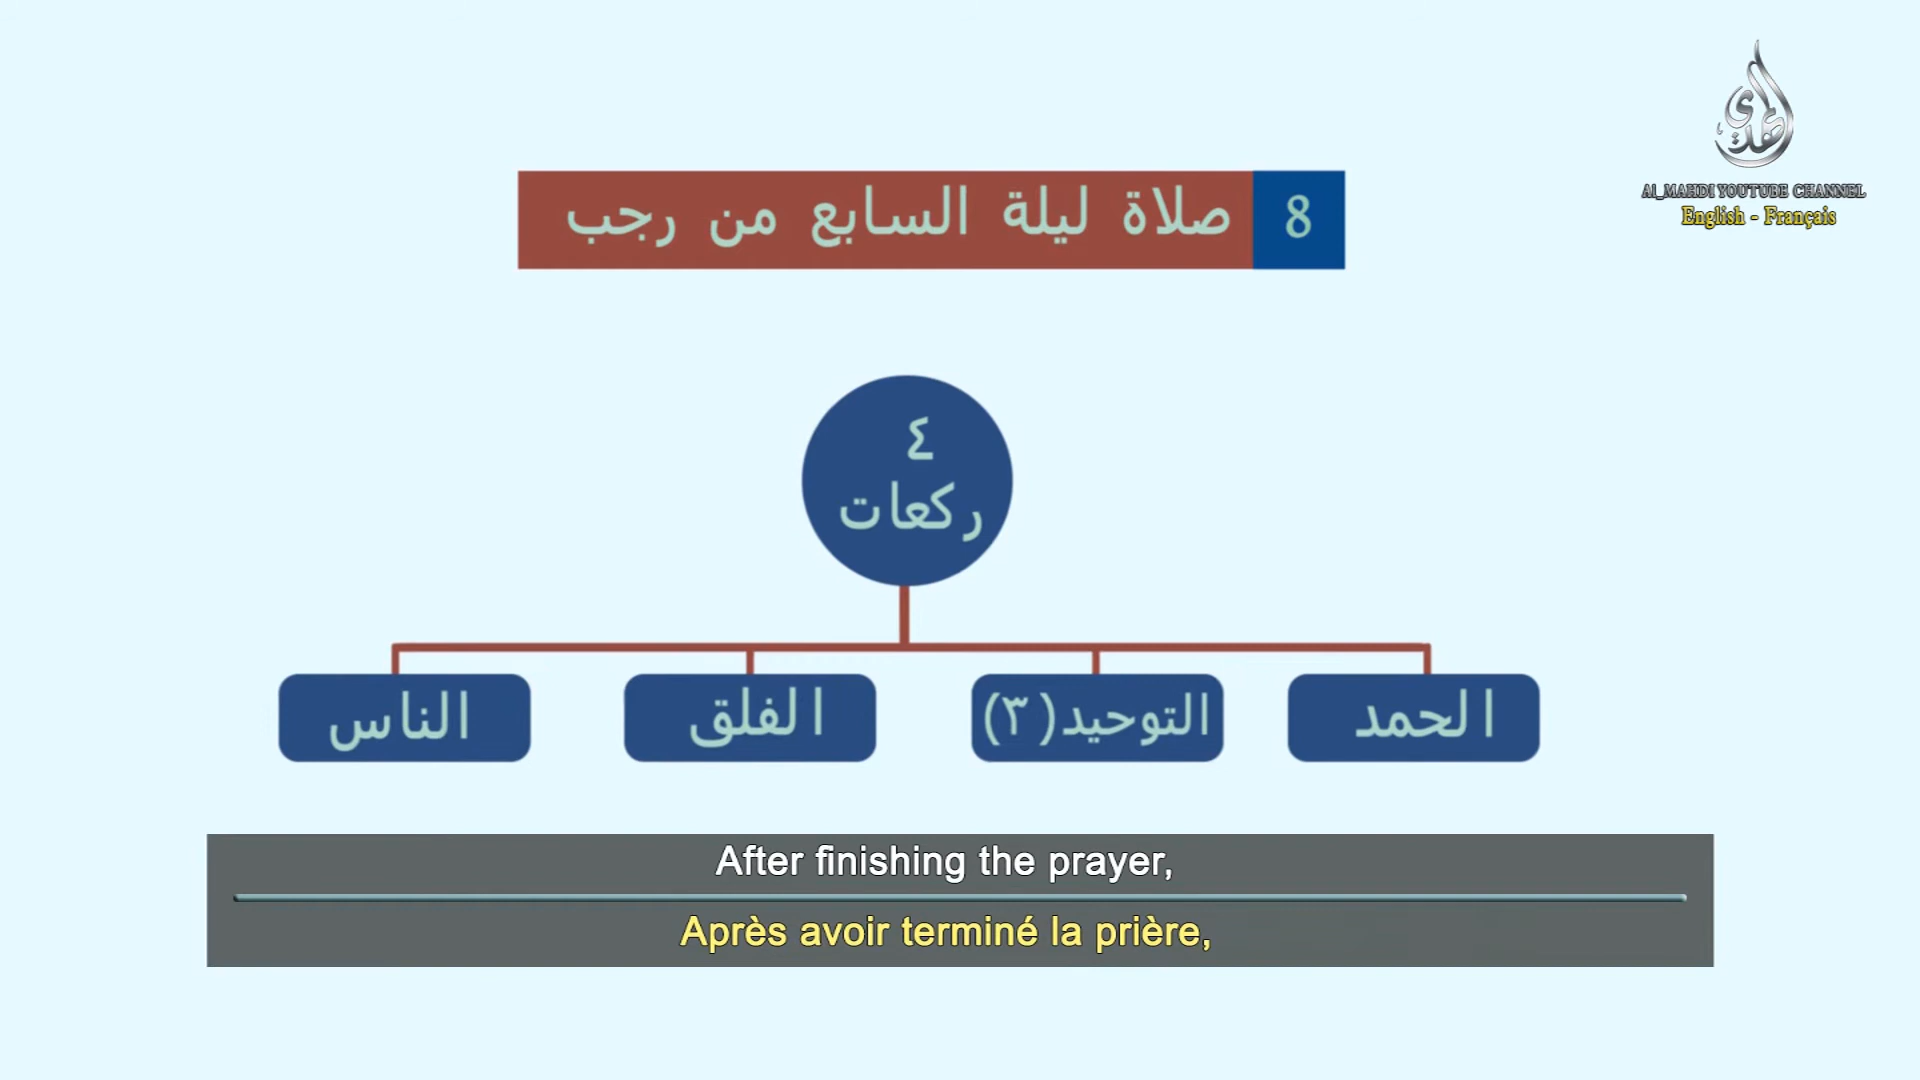 المهدي
Al_MAHDI YOUTUBE CHANNEL
English - Français
8 صلاة ليلة السابع من رجب
٤
ركعات
الحمد
التوحيد(٣)
الفلق
الناس
After finishing the prayer,
Après avoir terminé la prière,